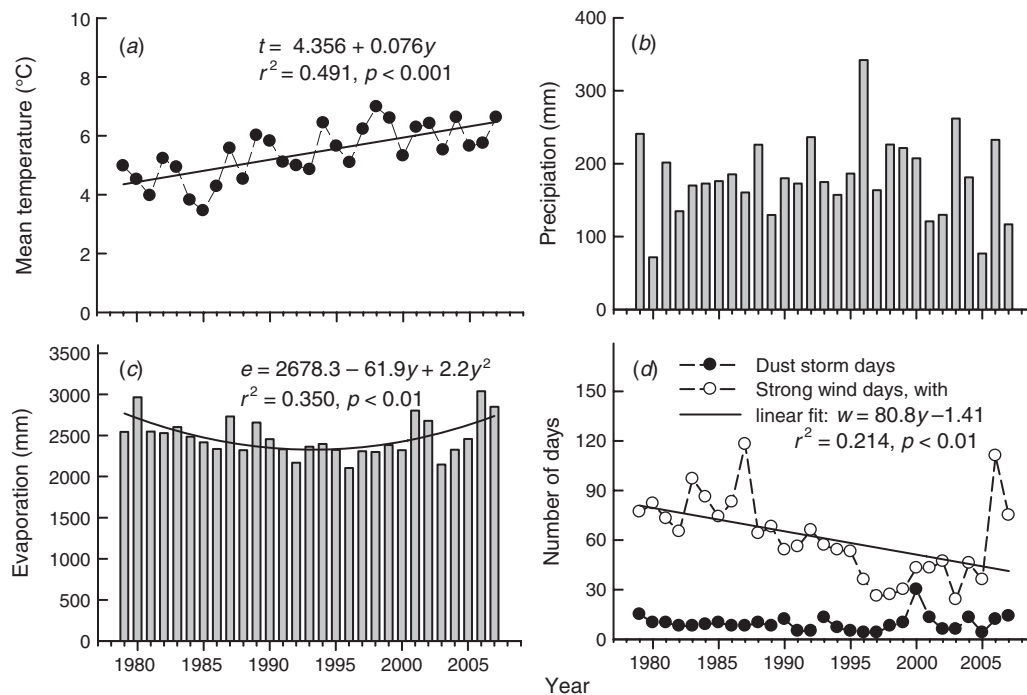 (a)
t = 4.356 + 0.076y
r² = 0.491, p < 0.001
Mean temperature (°C)
10
8
6
4
2
0
(b)
Precipiation (mm)
400
300
200
100
0
(c)
e = 2678.3 – 61.9y + 2.2y²
r² = 0.350, p < 0.01
Evaporation (mm)
3500
3000
2500
2000
1500
1000
500
0
1980 1985 1990 1995 2000 2005
(d)
Dust storm days
Strong wind days, with
linear fit: w = 80.8y–1.41
r² = 0.214, p < 0.01
Number of days
150
120
90
60
30
0
1980 1985 1990 1995 2000 2005
Year